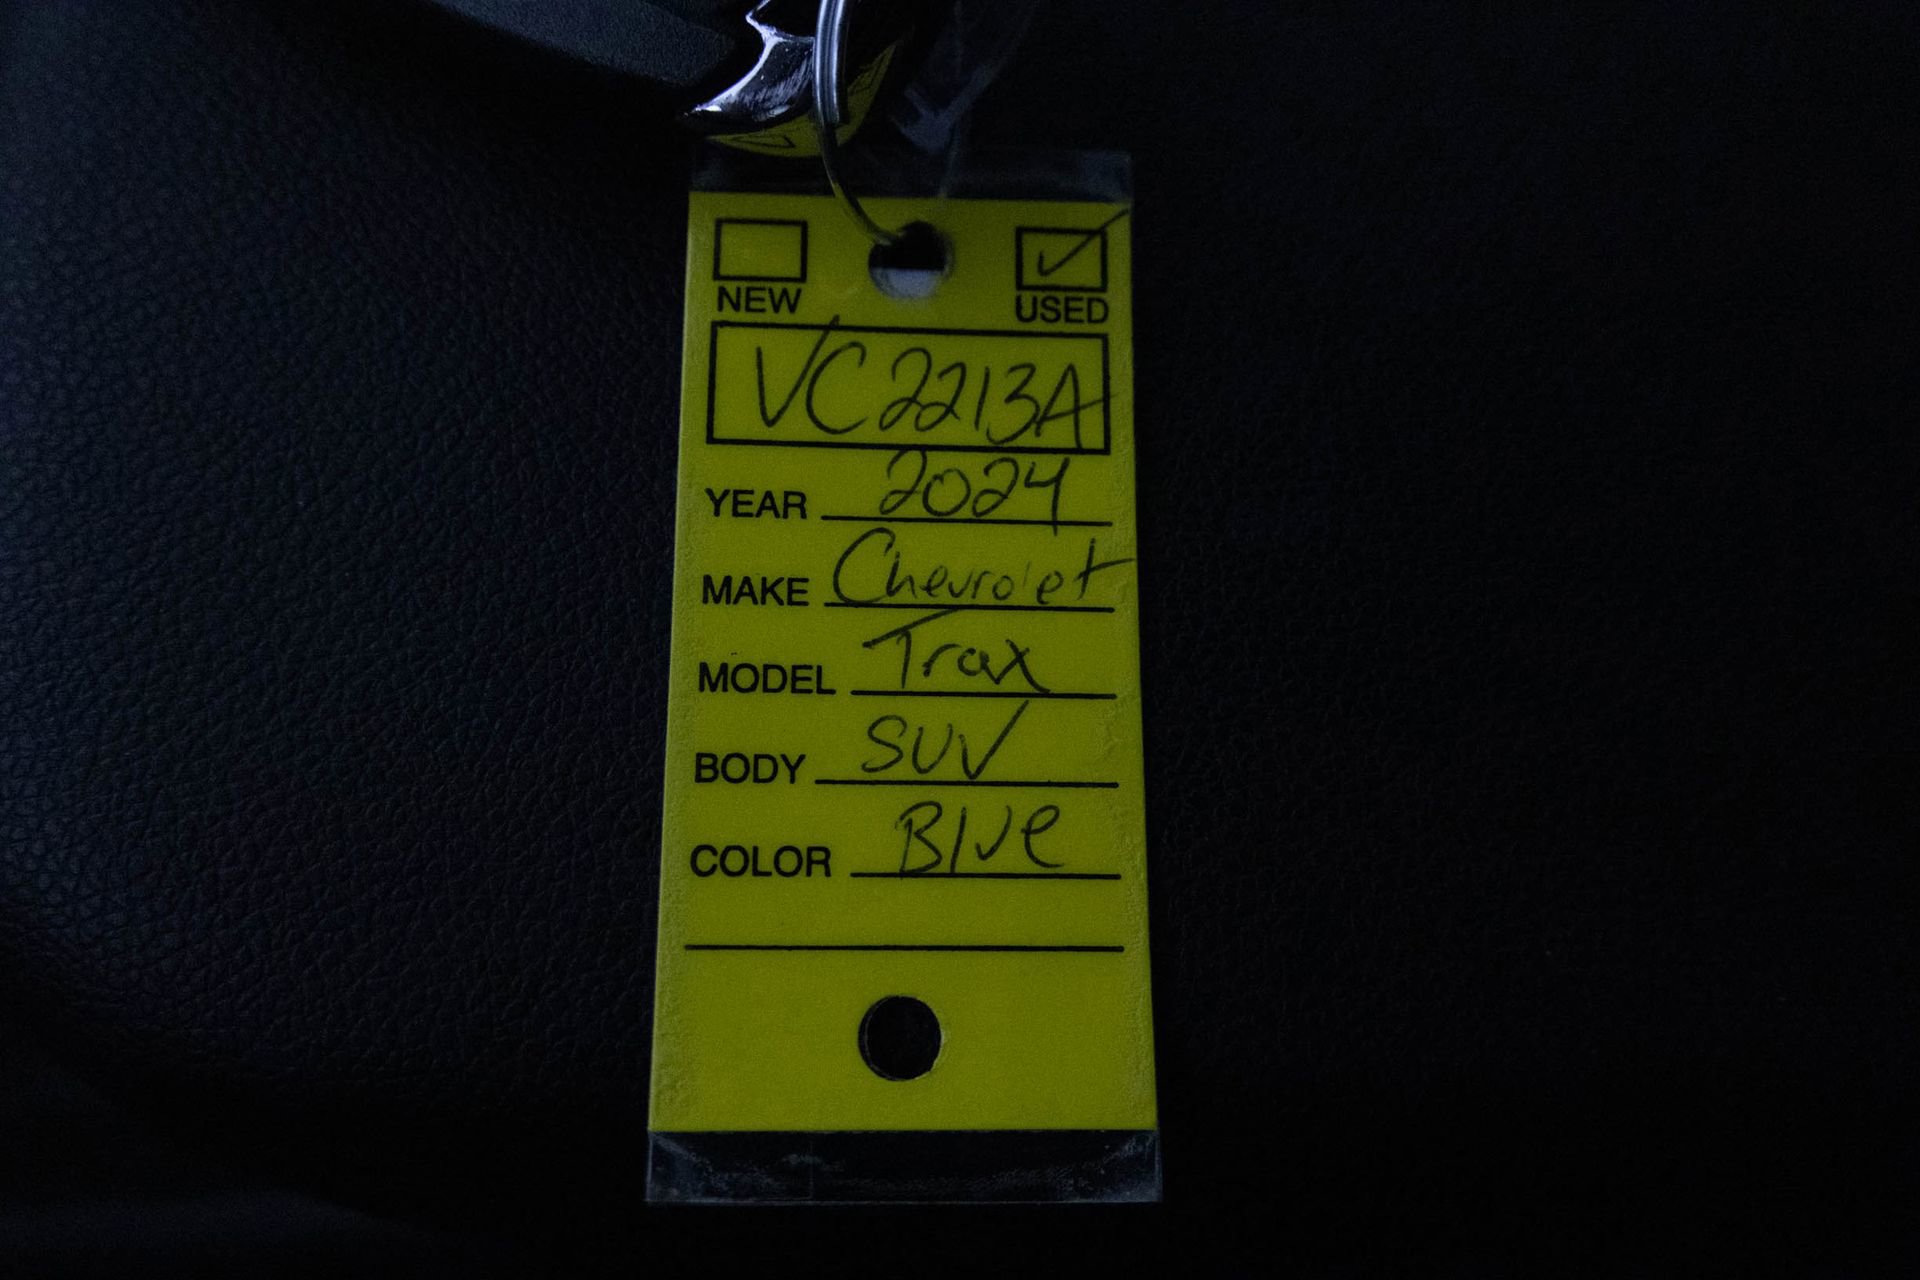 NEW USED
VC2213A
YEAR 2024
MAKE Chevrolet
MODEL Trax
BODY SUV
COLOR Blue